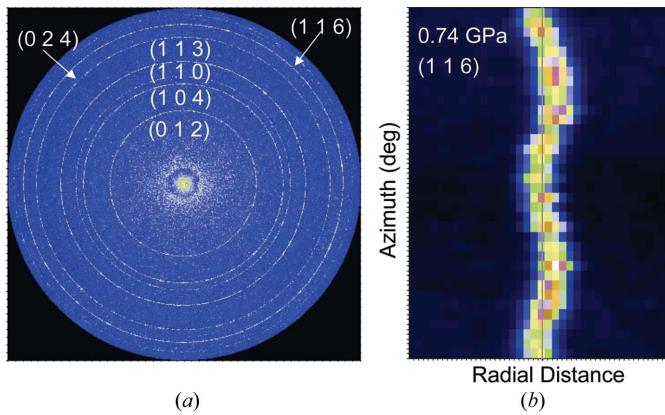 (0 2 4)
(1 1 6)
(1 1 3)
(1 1 0)
(1 0 4)
(0 1 2)
(a)
0.74 GPa
(1 1 6)
Azimuth (deg)
Radial Distance
(b)